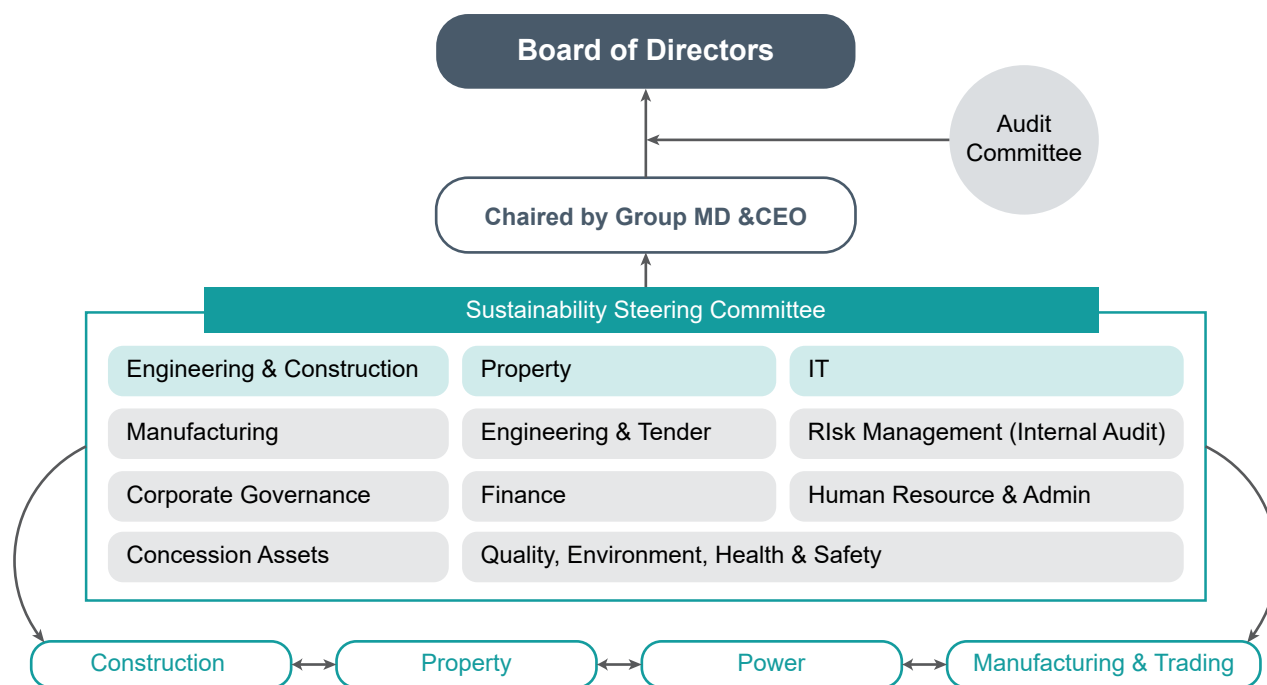 Board of Directors
Audit
Committee
Chaired by Group MD &CEO
Sustainability Steering Committee
Engineering & Construction
Property
IT
Manufacturing
Engineering & Tender
RIsk Management (Internal Audit)
Corporate Governance
Finance
Human Resource & Admin
Concession Assets
Quality, Environment, Health & Safety
Construction
Property
Power
Manufacturing & Trading